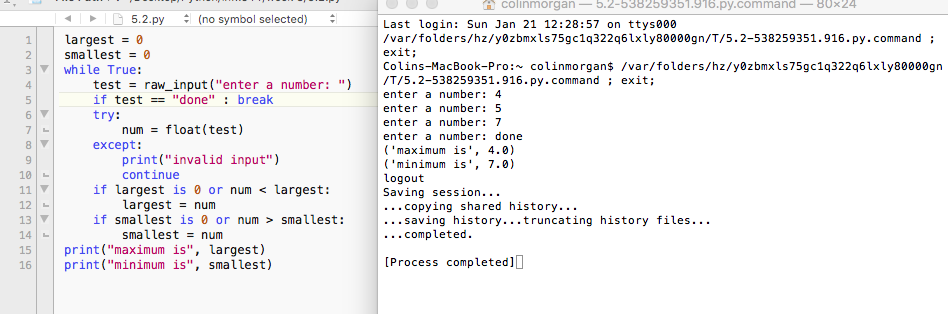 5.2.py (no symbol selected)
1 largest = 0
2 smallest = 0
3 while True:
4 test = raw_input("enter a number: ")
5 if test == "done" : break
6 try:
7 num = float(test)
8 except:
9 print("invalid input")
10 continue
11 if largest is 0 or num < largest:
12 largest = num
13 if smallest is 0 or num > smallest:
14 smallest = num
15 print("maximum is", largest)
16 print("minimum is", smallest)
colinmorgan — 5.2-538259351.916.py.command — 80×24
Last login: Sun Jan 21 12:28:57 on ttys000
/var/folders/hz/y0zbmxls75gc1q322q6lxly80000gn/T/5.2-538259351.916.py.command ;
exit;
Colins-MacBook-Pro:~ colinmorgan$ /var/folders/hz/y0zbmxls75gc1q322q6lxly80000gn
/T/5.2-538259351.916.py.command ; exit;
enter a number: 4
enter a number: 5
enter a number: 7
enter a number: done
('maximum is', 4.0)
('minimum is', 7.0)
logout
Saving session...
...copying shared history...
...saving history...truncating history files...
...completed.
[Process completed]